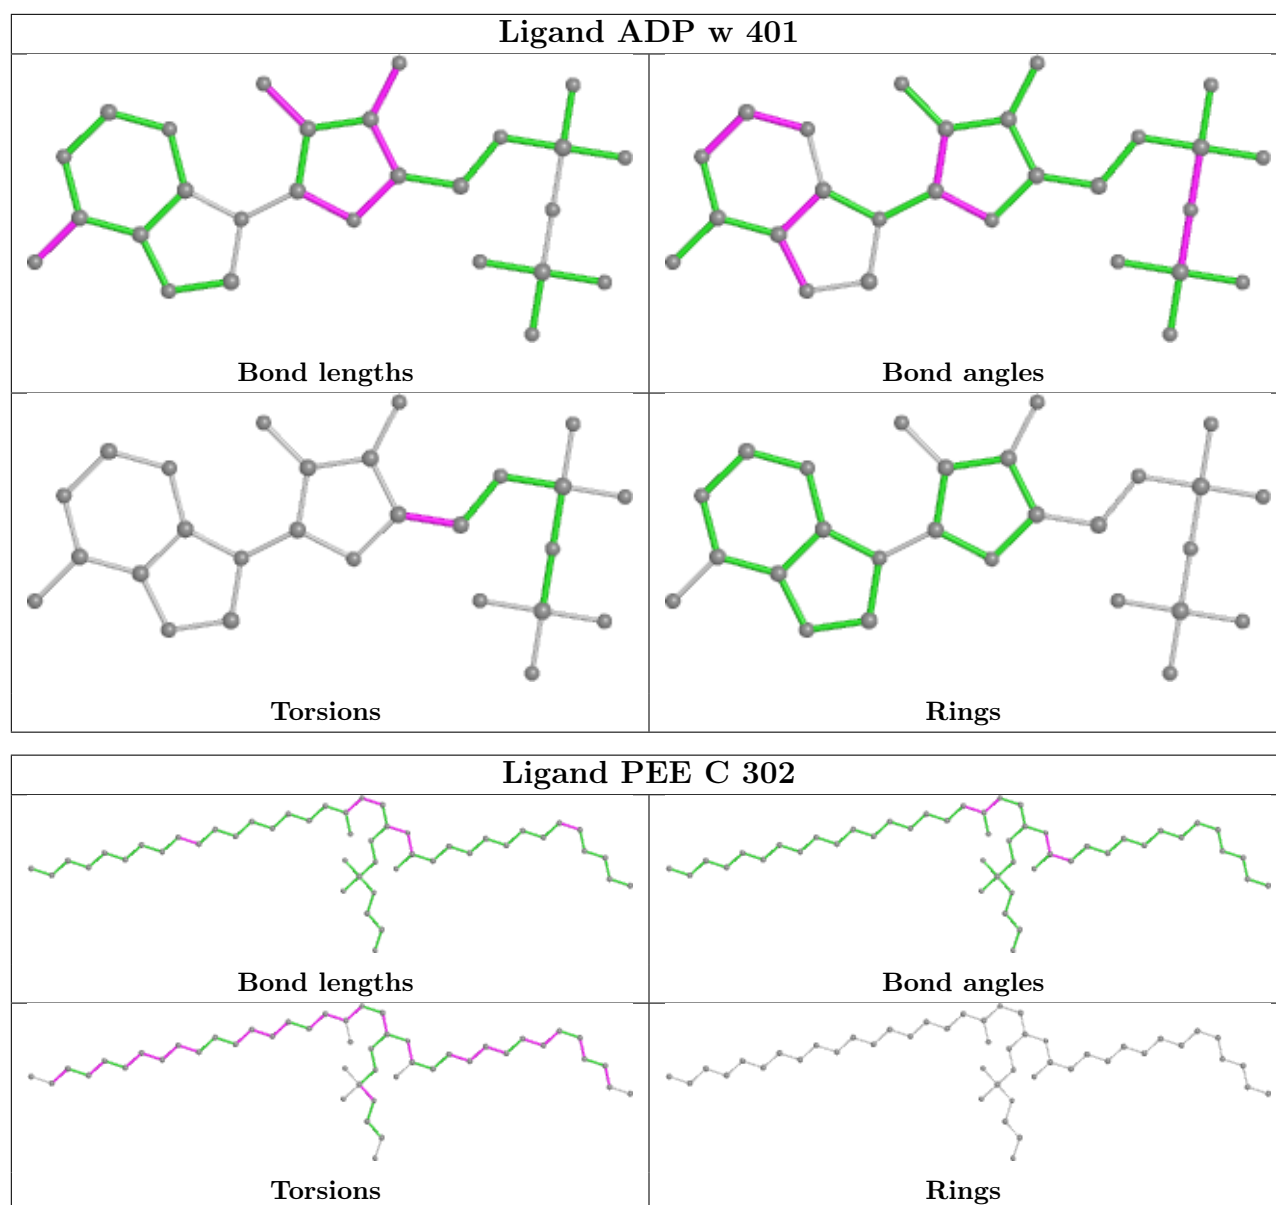 Ligand ADP w 401
Bond lengths
Bond angles
Torsions
Rings
Ligand PEE C 302
Bond lengths
Bond angles
Torsions
Rings